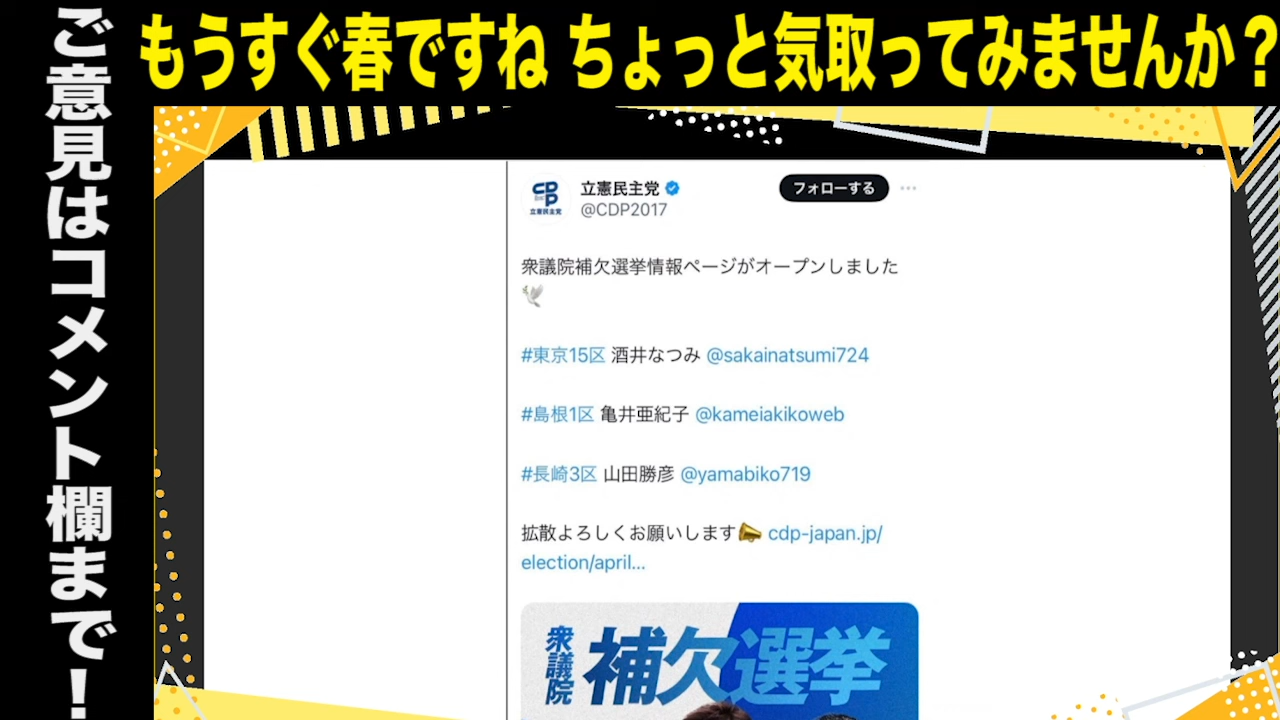 もうすぐ春ですね ちょっと気取ってみませんか？
ご意見はコメント欄まで！
立憲民主党
@CDP2017
フォローする
CDP
立憲民主党
衆議院補欠選挙情報ページがオープンしました
🕊
#東京15区 酒井なつみ @sakainatsumi724
#島根1区 亀井亜紀子 @kameiakikoweb
#長崎3区 山田勝彦 @yamabiko719
拡散よろしくお願いします📣 cdp-japan.jp/
election/april...
衆議院
補欠選挙